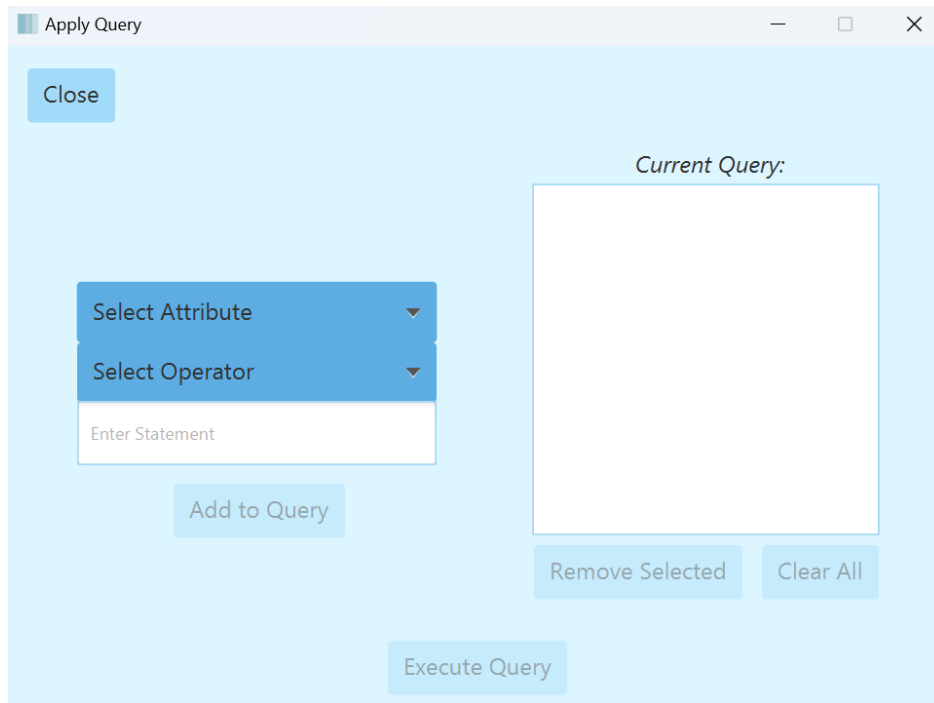 Apply Query
Close
Current Query:
Select Attribute
Select Operator
Enter Statement
Add to Query
Remove Selected
Clear All
Execute Query